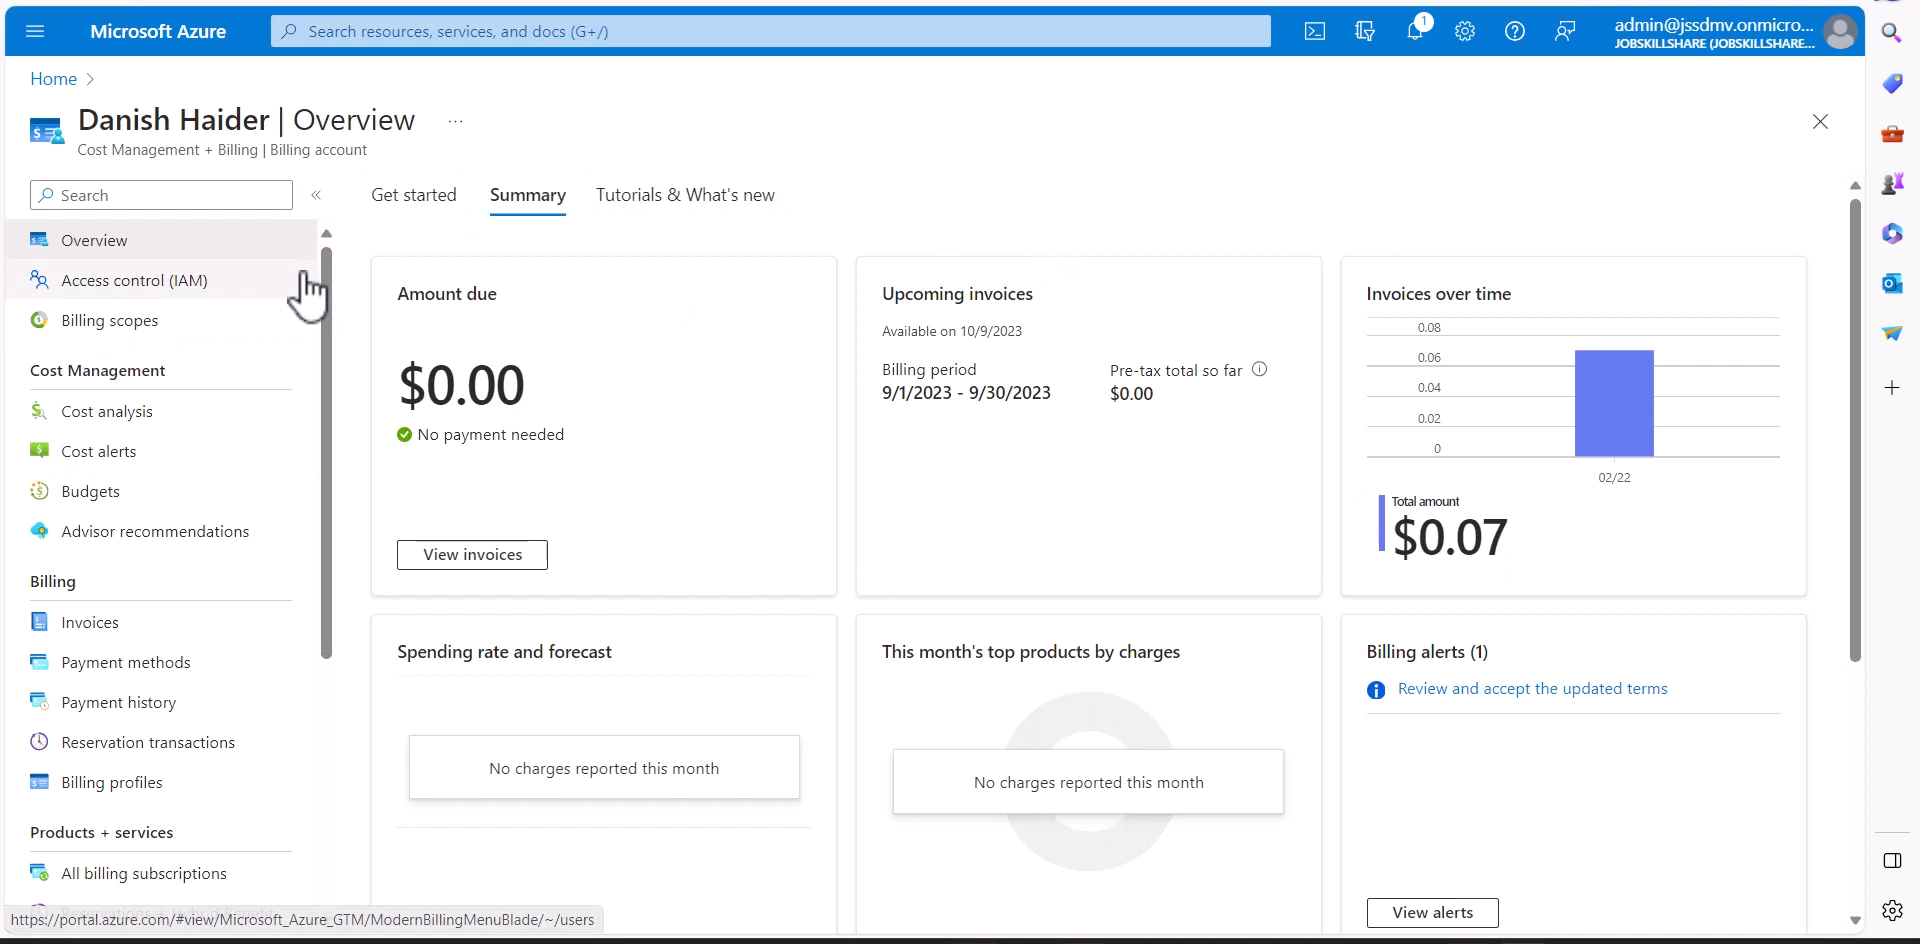 Microsoft Azure
Search resources, services, and docs (G+/)
1
admin@jssdmv.onmicro...
JOBSKILLSHARE (JOBSKILLSHARE...
Home
Danish Haider | Overview
...
Cost Management + Billing | Billing account
Search
«
Get started
Summary
Tutorials & What's new
Overview
Access control (IAM)
Billing scopes
Cost Management
Cost analysis
Cost alerts
Budgets
Advisor recommendations
Billing
Invoices
Payment methods
Payment history
Reservation transactions
Billing profiles
Products + services
All billing subscriptions
https://portal.azure.com/#view/Microsoft_Azure_GTM/ModernBillingMenuBlade/~/users
Amount due
$0.00
No payment needed
View invoices
Upcoming invoices
Available on 10/9/2023
Billing period
9/1/2023 - 9/30/2023
Pre-tax total so far
$0.00
Invoices over time
0.08
0.06
0.04
0.02
0
02/22
Total amount
$0.07
Spending rate and forecast
No charges reported this month
This month's top products by charges
No charges reported this month
Billing alerts (1)
Review and accept the updated terms
View alerts